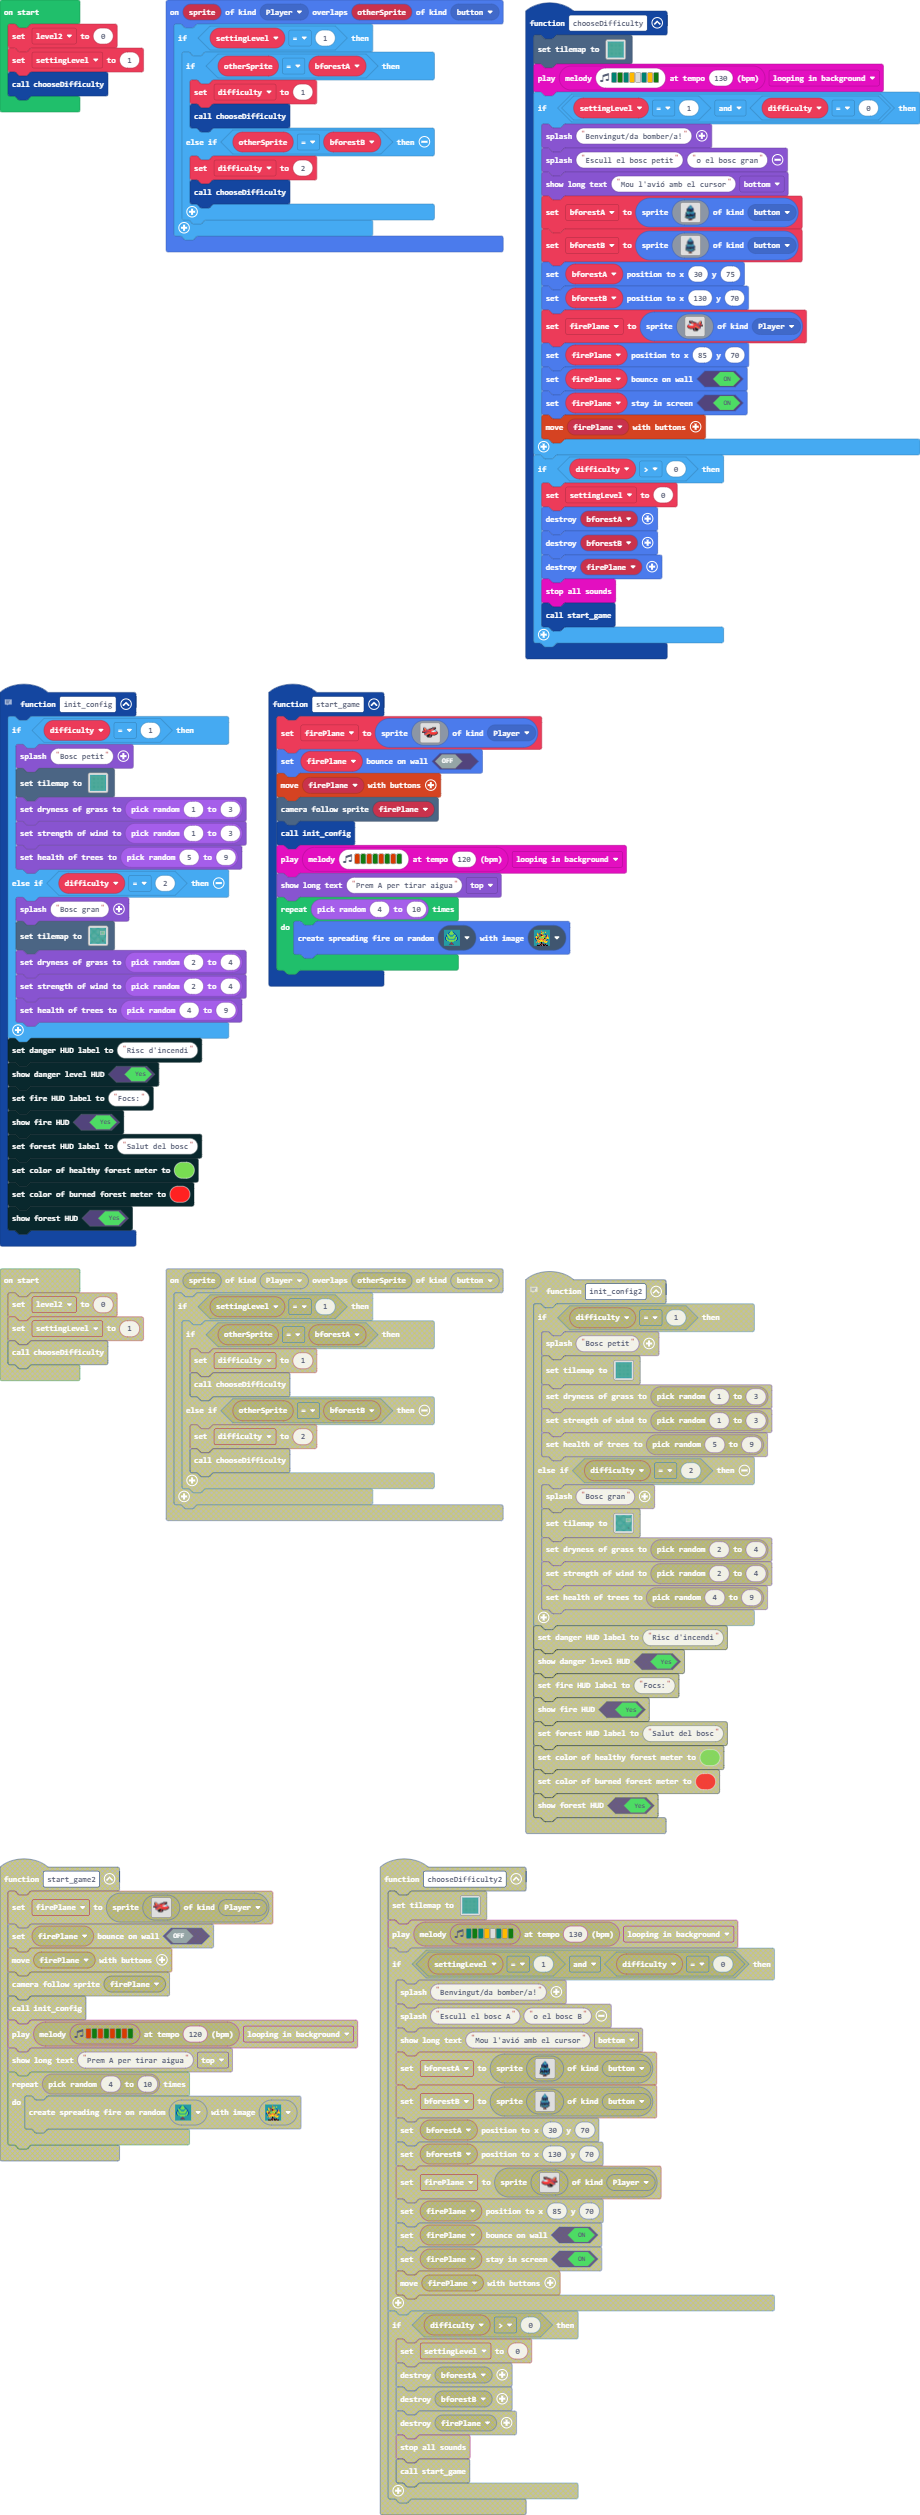 on start
set level2 to 0
set settingLevel to 1
call chooseDifficulty
on sprite of kind Player overlaps otherSprite of kind button
if settingLevel = 1 then
if otherSprite = bforestA then
set difficulty to 1
call chooseDifficulty
else if otherSprite = bforestB then
set difficulty to 2
call chooseDifficulty
function chooseDifficulty
set tilemap to
play melody at tempo 130 (bpm) looping in background
if settingLevel = 1 and difficulty = 0 then
splash "Benvingut/da bomber/a!"
splash "Escull el bosc petit" "o el bosc gran"
show long text "Mou l'avió amb el cursor" bottom
set bforestA to sprite of kind button
set bforestB to sprite of kind button
set bforestA position to x 30 y 75
set bforestB position to x 130 y 70
set firePlane to sprite of kind Player
set firePlane position to x 85 y 70
set firePlane bounce on wall ON
set firePlane stay in screen ON
move firePlane with buttons
if difficulty > 0 then
set settingLevel to 0
destroy bforestA
destroy bforestB
destroy firePlane
stop all sounds
call start_game
function init_config
if difficulty = 1 then
splash "Bosc petit"
set tilemap to
set dryness of grass to pick random 1 to 3
set strength of wind to pick random 1 to 3
set health of trees to pick random 5 to 9
else if difficulty = 2 then
splash "Bosc gran"
set tilemap to
set dryness of grass to pick random 2 to 4
set strength of wind to pick random 2 to 4
set health of trees to pick random 4 to 9
set danger HUD label to "Risc d'incendi"
show danger level HUD Yes
set fire HUD label to "Focs:"
show fire HUD Yes
set forest HUD label to "Salut del bosc"
set color of healthy forest meter to
set color of burned forest meter to
show forest HUD Yes
function start_game
set firePlane to sprite of kind Player
set firePlane bounce on wall OFF
move firePlane with buttons
camera follow sprite firePlane
call init_config
play melody at tempo 120 (bpm) looping in background
show long text "Prem A per tirar aigua" top
repeat pick random 4 to 10 times
do
create spreading fire on random with image
on start
set level2 to 0
set settingLevel to 1
call chooseDifficulty
on sprite of kind Player overlaps otherSprite of kind button
if settingLevel = 1 then
if otherSprite = bforestA then
set difficulty to 1
call chooseDifficulty
else if otherSprite = bforestB then
set difficulty to 2
call chooseDifficulty
function init_config2
if difficulty = 1 then
splash "Bosc petit"
set tilemap to
set dryness of grass to pick random 1 to 3
set strength of wind to pick random 1 to 3
set health of trees to pick random 5 to 9
else if difficulty = 2 then
splash "Bosc gran"
set tilemap to
set dryness of grass to pick random 2 to 4
set strength of wind to pick random 2 to 4
set health of trees to pick random 4 to 9
set danger HUD label to "Risc d'incendi"
show danger level HUD Yes
set fire HUD label to "Focs:"
show fire HUD Yes
set forest HUD label to "Salut del bosc"
set color of healthy forest meter to
set color of burned forest meter to
show forest HUD Yes
function start_game2
set firePlane to sprite of kind Player
set firePlane bounce on wall OFF
move firePlane with buttons
camera follow sprite firePlane
call init_config
play melody at tempo 120 (bpm) looping in background
show long text "Prem A per tirar aigua" top
repeat pick random 4 to 10 times
do
create spreading fire on random with image
function chooseDifficulty2
set tilemap to
play melody at tempo 130 (bpm) looping in background
if settingLevel = 1 and difficulty = 0 then
splash "Benvingut/da bomber/a!"
splash "Escull el bosc A" "o el bosc B"
show long text "Mou l'avió amb el cursor" bottom
set bforestA to sprite of kind button
set bforestB to sprite of kind button
set bforestA position to x 30 y 70
set bforestB position to x 130 y 70
set firePlane to sprite of kind Player
set firePlane position to x 85 y 70
set firePlane bounce on wall ON
set firePlane stay in screen ON
move firePlane with buttons
if difficulty > 0 then
set settingLevel to 0
destroy bforestA
destroy bforestB
destroy firePlane
stop all sounds
call start_game